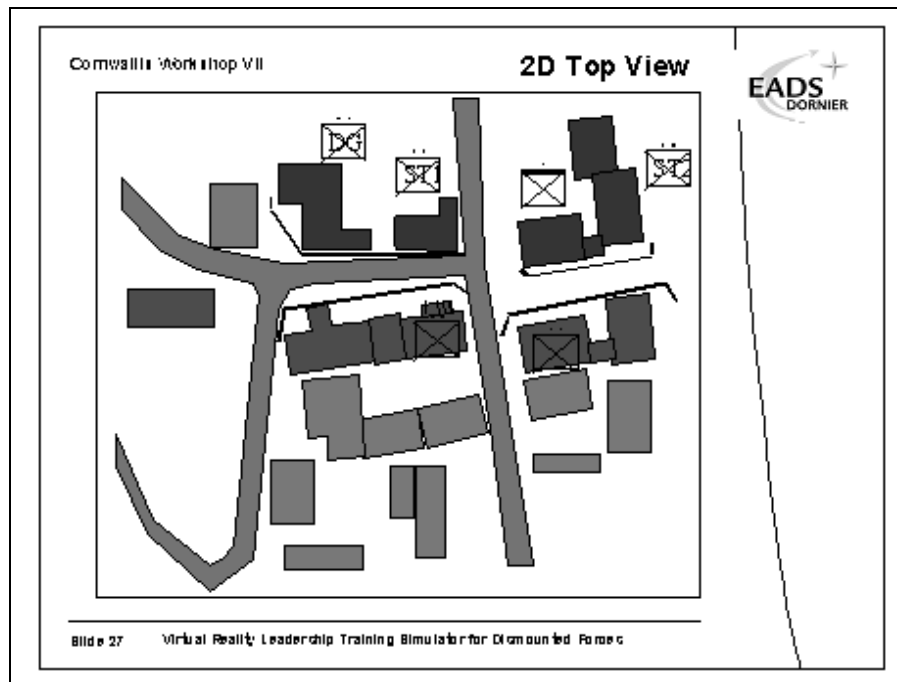 Cornwallis Workshop VII
2D Top View
EADS
DORNIER
DG
ST1
ST2
Slide 27 Virtual Reality Leadership Training Simulator for Dismounted Forces